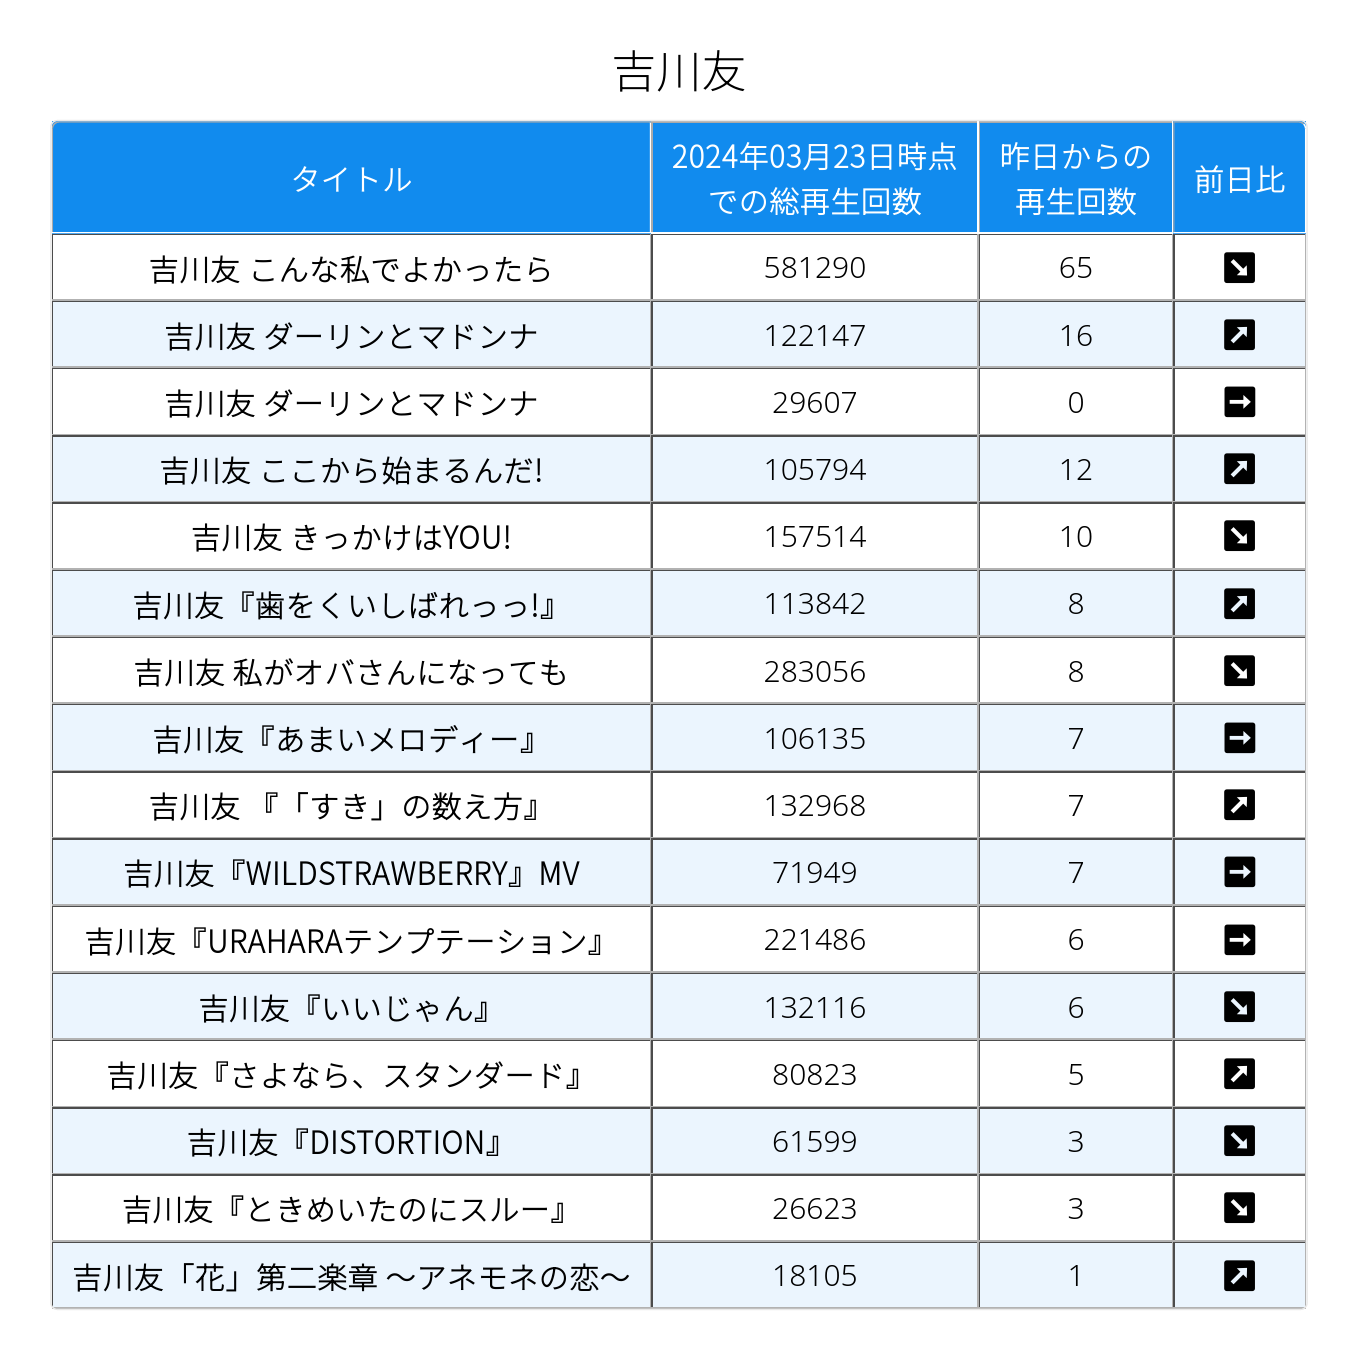 吉川友
タイトル 2024年03月23日時点での総再生回数 昨日からの再生回数 前日比
吉川友 こんな私でよかったら 581290 65 ↘
吉川友 ダーリンとマドンナ 122147 16 ↗
吉川友 ダーリンとマドンナ 29607 0 →
吉川友 ここから始まるんだ! 105794 12 ↗
吉川友 きっかけはYOU! 157514 10 ↘
吉川友『歯をくいしばれっっ!』 113842 8 ↗
吉川友 私がオバさんになっても 283056 8 ↘
吉川友『あまいメロディー』 106135 7 →
吉川友 『「すき」の数え方』 132968 7 ↗
吉川友『WILDSTRAWBERRY』MV 71949 7 →
吉川友『URAHARAテンプテーション』 221486 6 →
吉川友『いいじゃん』 132116 6 ↘
吉川友『さよなら、スタンダード』 80823 5 ↗
吉川友『DISTORTION』 61599 3 ↘
吉川友『ときめいたのにスルー』 26623 3 ↘
吉川友「花」第二楽章 〜アネモネの恋〜 18105 1 ↗